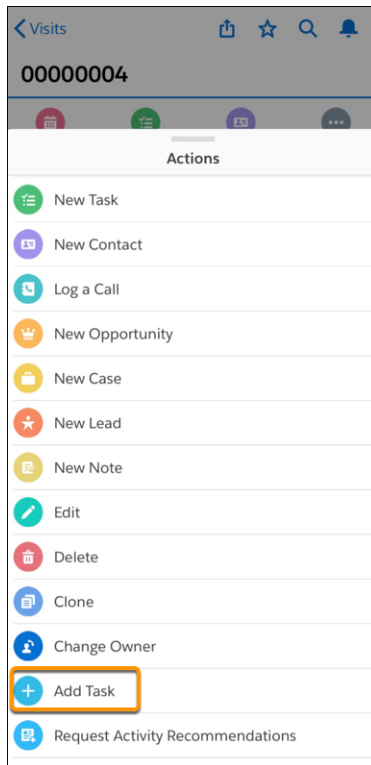 Visits
00000004
Actions
New Task
New Contact
Log a Call
New Opportunity
New Case
New Lead
New Note
Edit
Delete
Clone
Change Owner
Add Task
Request Activity Recommendations